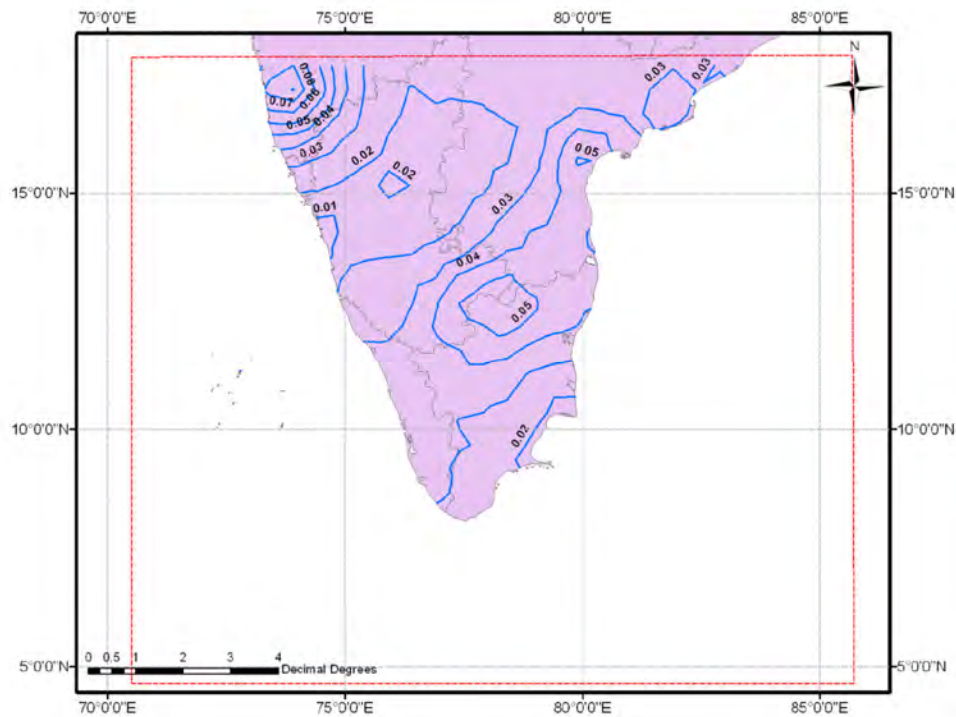 70°0'0"E 75°0'0"E 80°0'0"E 85°0'0"E
N
0.03 0.03
0.08
0.07 0.06
0.05 0.04
0.03 0.02 0.05
0.02
15°0'0"N 15°0'0"N
0.01 0.03
0.04
0.05
10°0'0"N 0.02 10°0'0"N
0 0.5 1 2 3 4
Decimal Degrees
5°0'0"N 5°0'0"N
70°0'0"E 75°0'0"E 80°0'0"E 85°0'0"E